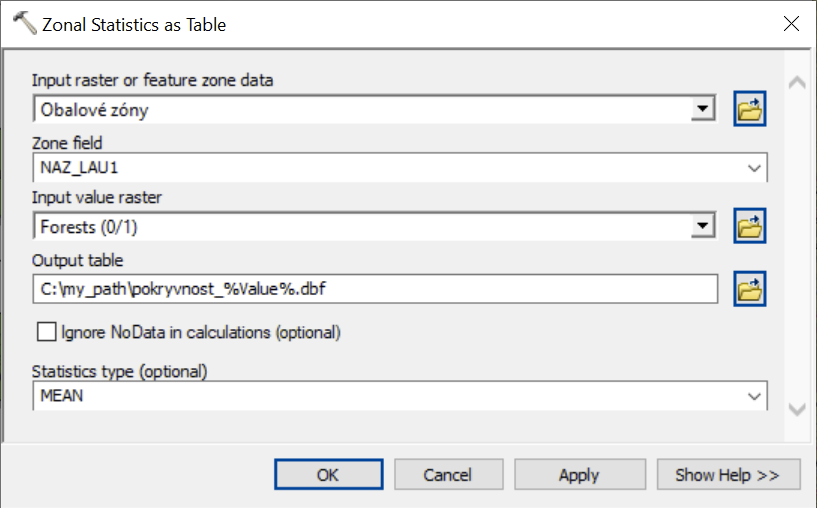 Zonal Statistics as Table
Input raster or feature zone data
Obalové zóny
Zone field
NAZ_LAU1
Input value raster
Forests (0/1)
Output table
C:\my_path\pokryvnost_%Value%.dbf
Ignore NoData in calculations (optional)
Statistics type (optional)
MEAN
OK Cancel Apply Show Help >>